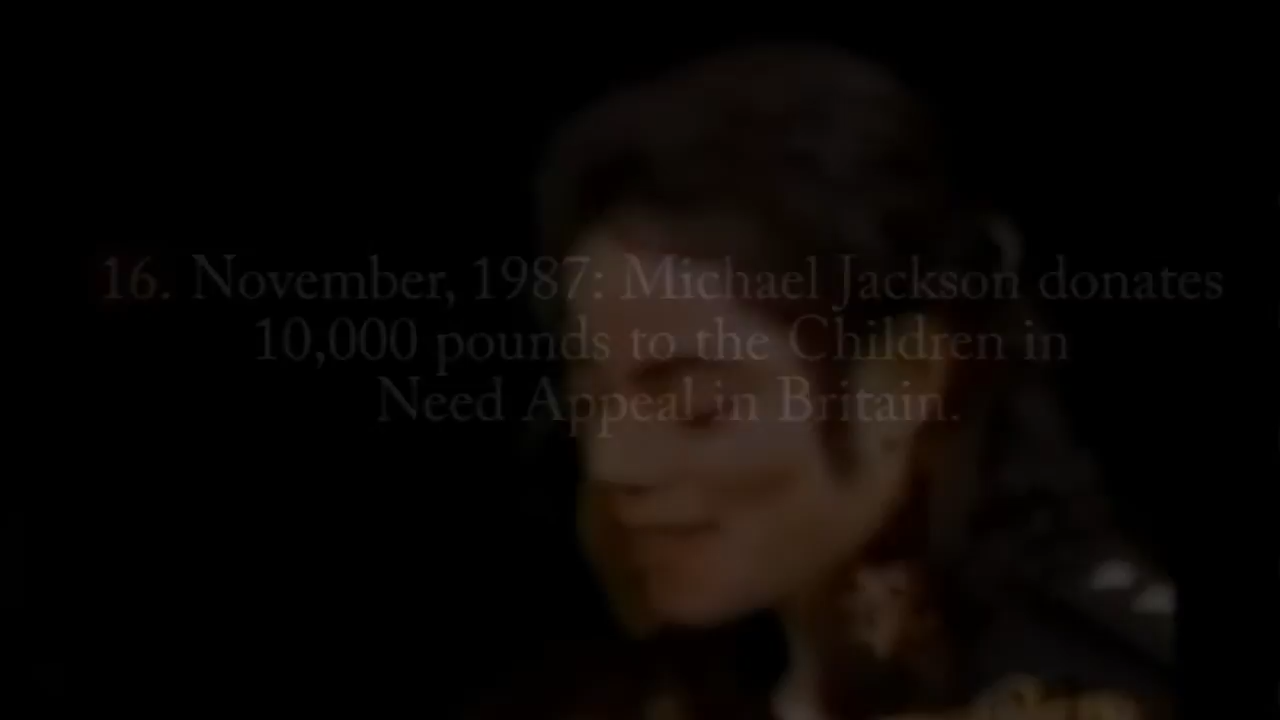 16. November, 1987: Michael Jackson donates
10,000 pounds to the Children in
Need Appeal in Britain.